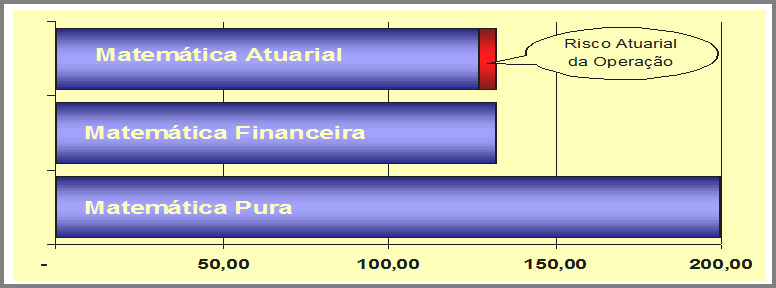 Matemática Atuarial
Risco Atuarial
da Operação
Matemática Financeira
Matemática Pura
- 50,00 100,00 150,00 200,00